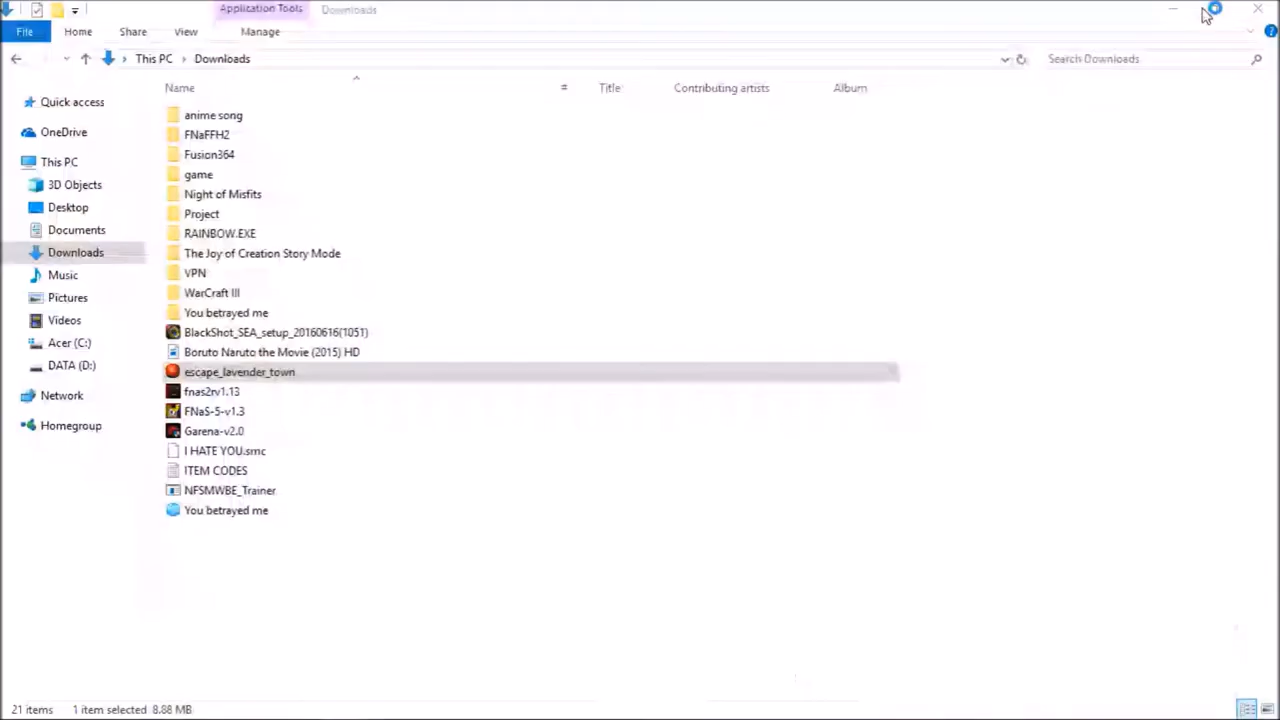 Application Tools Downloads
File Home Share View Manage
This PC Downloads Search Downloads
Name # Title Contributing artists Album
Quick access
OneDrive
This PC
3D Objects
Desktop
Documents
Downloads
Music
Pictures
Videos
Acer (C:)
DATA (D:)
Network
Homegroup
anime song
FNaFFH2
Fusion364
game
Night of Misfits
Project
RAINBOW.EXE
The Joy of Creation Story Mode
VPN
WarCraft III
You betrayed me
BlackShot_SEA_setup_20160616(1051)
Boruto Naruto the Movie (2015) HD
escape_lavender_town
fnas2rv1.13
FNaS-5-v1.3
Garena-v2.0
I HATE YOU.smc
ITEM CODES
NFSMWBE_Trainer
You betrayed me
21 items 1 item selected 8.88 MB